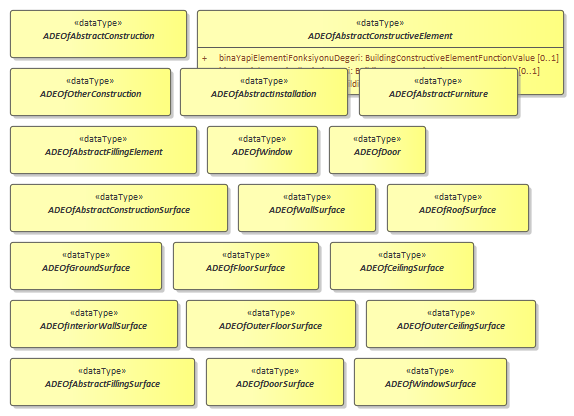 «dataType»
ADEOfAbstractConstruction
«dataType»
ADEOfAbstractConstructiveElement
+ binaYapiElementiFonksiyonuDegeri: BuildingConstructiveElementFunctionValue [0..1]
[0..1]
«dataType»
ADEOfOtherConstruction
«dataType»
ADEOfAbstractInstallation
«dataType»
ADEOfAbstractFurniture
«dataType»
ADEOfAbstractFillingElement
«dataType»
ADEOfWindow
«dataType»
ADEOfDoor
«dataType»
ADEOfAbstractConstructionSurface
«dataType»
ADEOfWallSurface
«dataType»
ADEOfRoofSurface
«dataType»
ADEOfGroundSurface
«dataType»
ADEOfFloorSurface
«dataType»
ADEOfCeilingSurface
«dataType»
ADEOfInteriorWallSurface
«dataType»
ADEOfOuterFloorSurface
«dataType»
ADEOfOuterCeilingSurface
«dataType»
ADEOfAbstractFillingSurface
«dataType»
ADEOfDoorSurface
«dataType»
ADEOfWindowSurface